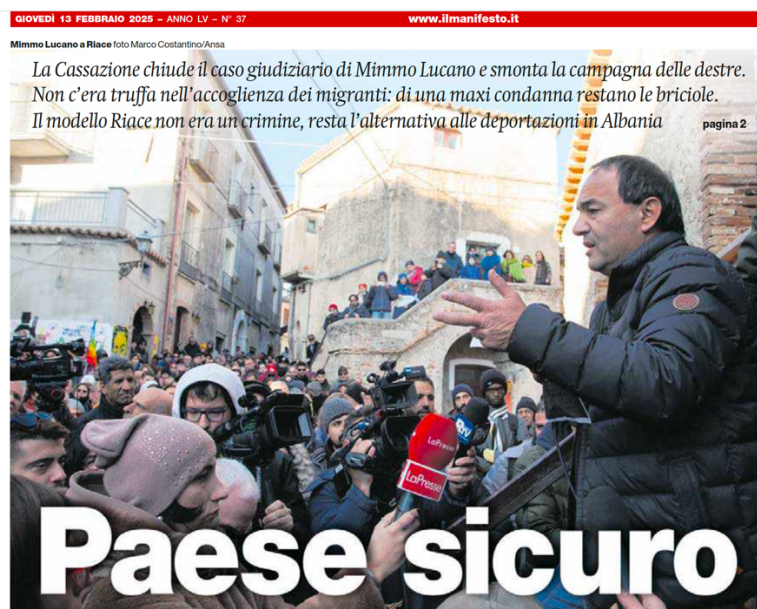 GIOVEDÌ 13 FEBBRAIO 2025 – ANNO LV – N° 37
www.ilmanifesto.it
Mimmo Lucano a Riace foto Marco Costantino/Ansa
La Cassazione chiude il caso giudiziario di Mimmo Lucano e smonta la campagna delle destre.
Non c’era truffa nell’accoglienza dei migranti: di una maxi condanna restano le briciole.
Il modello Riace non era un crimine, resta l’alternativa alle deportazioni in Albania
pagina 2
LaPresse
LaPresse
Paese sicuro